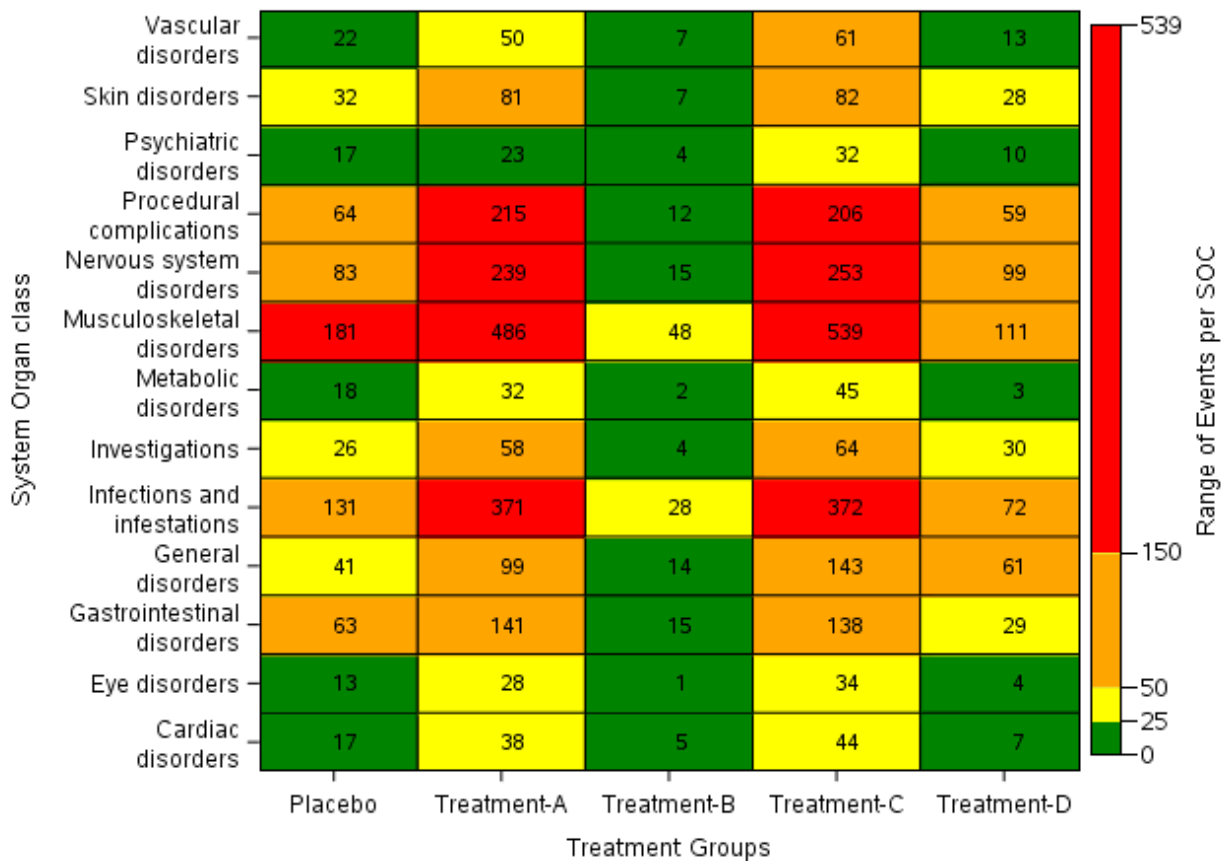 Vascular
disorders
22 50 7 61 13
Skin disorders
32 81 7 82 28
Psychiatric
disorders
17 23 4 32 10
Procedural
complications
64 215 12 206 59
Nervous system
disorders
83 239 15 253 99
Musculoskeletal
disorders
181 486 48 539 111
Metabolic
disorders
18 32 2 45 3
Investigations
26 58 4 64 30
Infections and
infestations
131 371 28 372 72
General
disorders
41 99 14 143 61
Gastrointestinal
disorders
63 141 15 138 29
Eye disorders
13 28 1 34 4
Cardiac
disorders
17 38 5 44 7
Placebo Treatment-A Treatment-B Treatment-C Treatment-D
Treatment Groups
System Organ class
539
150
50
25
0
Range of Events per SOC